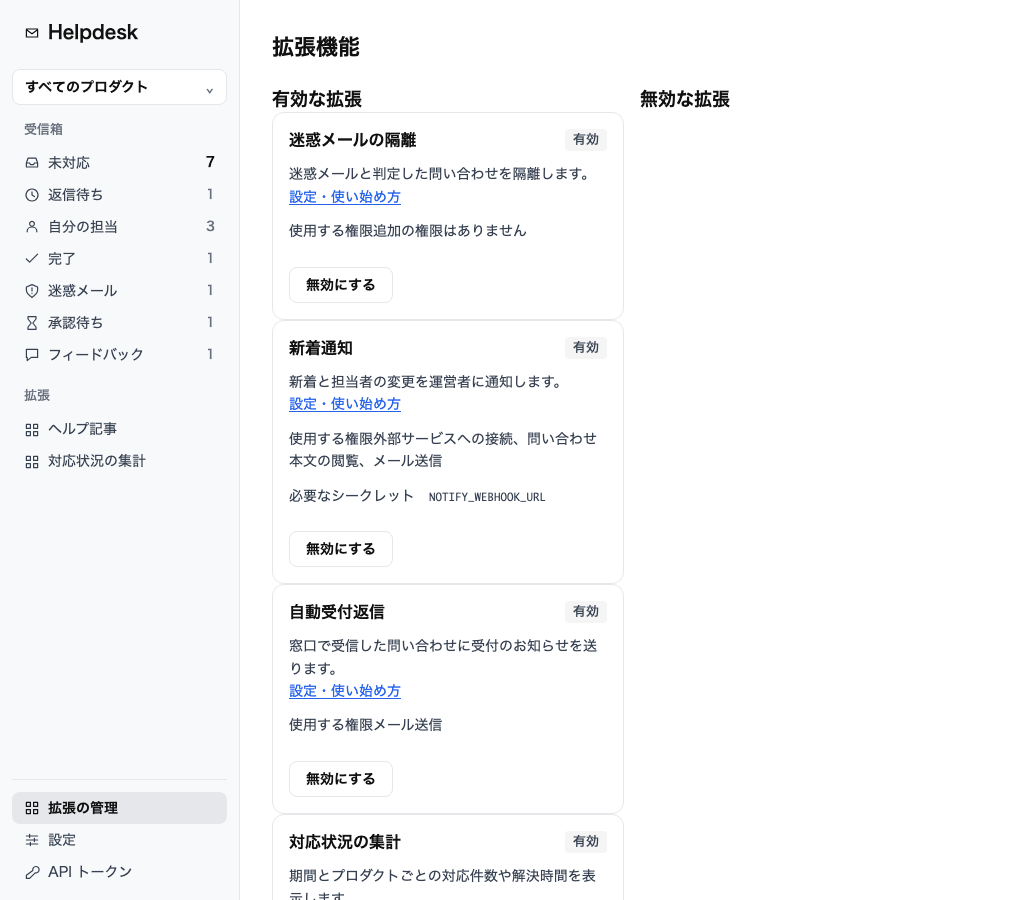 Helpdesk
すべてのプロダクト
受信箱
未対応 7
返信待ち 1
自分の担当 3
完了 1
迷惑メール 1
承認待ち 1
フィードバック 1
拡張
ヘルプ記事
対応状況の集計
拡張の管理
設定
API トークン
拡張機能
有効な拡張
迷惑メールの隔離 有効
迷惑メールと判定した問い合わせを隔離します。
設定・使い始め方
使用する権限追加の権限はありません
無効にする
新着通知 有効
新着と担当者の変更を運営者に通知します。
設定・使い始め方
使用する権限外部サービスへの接続、問い合わせ
本文の閲覧、メール送信
必要なシークレット NOTIFY_WEBHOOK_URL
無効にする
自動受付返信 有効
窓口で受信した問い合わせに受付のお知らせを送
ります。
設定・使い始め方
使用する権限メール送信
無効にする
対応状況の集計 有効
期間とプロダクトごとの対応件数や解決時間を表
示します。
無効な拡張